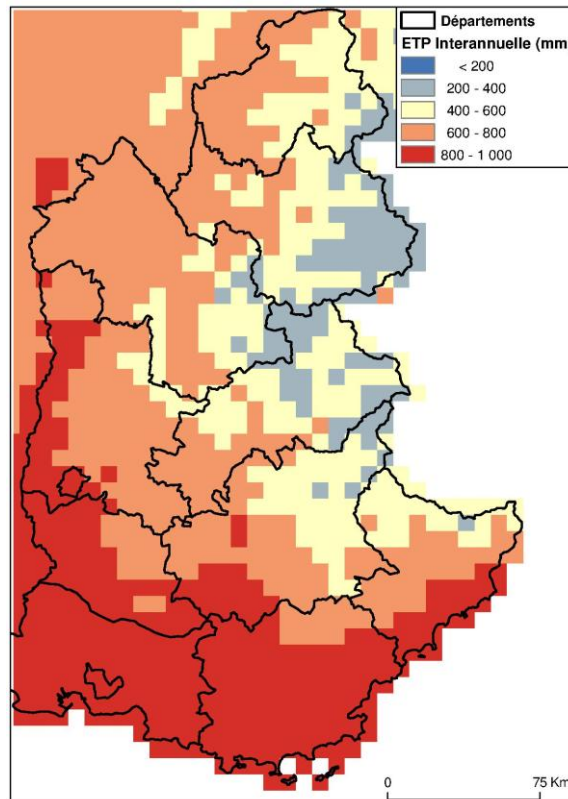 Départements
ETP Interannuelle (mm
< 200
200 - 400
400 - 600
600 - 800
800 - 1 000
0 75 Km